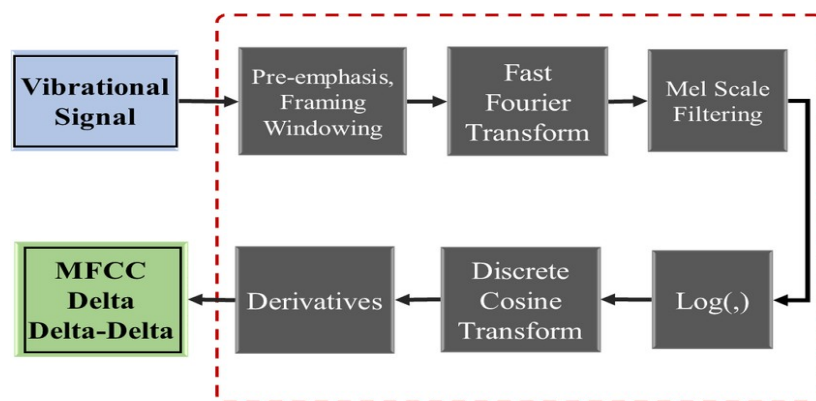 Vibrational
Signal
Pre-emphasis,
Framing
Windowing
Fast
Fourier
Transform
Mel Scale
Filtering
Log(,)
Discrete
Cosine
Transform
Derivatives
MFCC
Delta
Delta-Delta